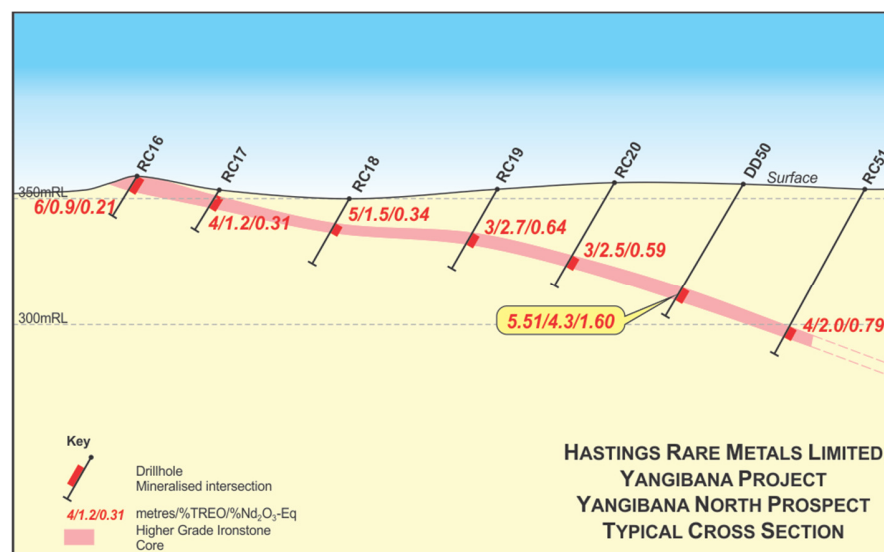 RC16
RC17
RC18
RC19
RC20
DD50
RC51
Surface
350mRL
6/0.9/0.21
4/1.2/0.31
5/1.5/0.34
3/2.7/0.64
3/2.5/0.59
5.51/4.3/1.60
4/2.0/0.79
300mRL
Key
Drillhole
Mineralised intersection
4/1.2/0.31 metres/%TREO/%Nd₂O₃-Eq
Higher Grade Ironstone
Core
HASTINGS RARE METALS LIMITED
YANGIBANA PROJECT
YANGIBANA NORTH PROSPECT
TYPICAL CROSS SECTION